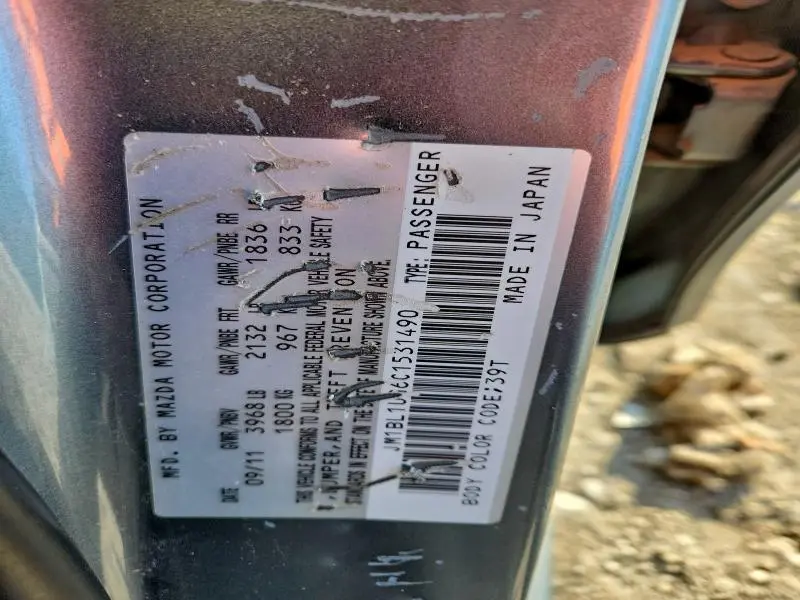 MFD. BY MAZDA MOTOR CORPORATION
DATE GVWR/PNBV GAWR/PNBE FRT GAWR/PNBE RR
09/11 3968 LB 2132 1836
1800 KG 967 833 KG
THIS VEHICLE CONFORMS TO ALL APPLICABLE FEDERAL MOTOR VEHICLE SAFETY
BUMPER, AND THEFT PREVENTION
STANDARDS IN EFFECT ON THE MANUFACTURE SHOWN ABOVE.
TYPE: PASSENGER
BODY COLOR CODE: 39T
MADE IN JAPAN